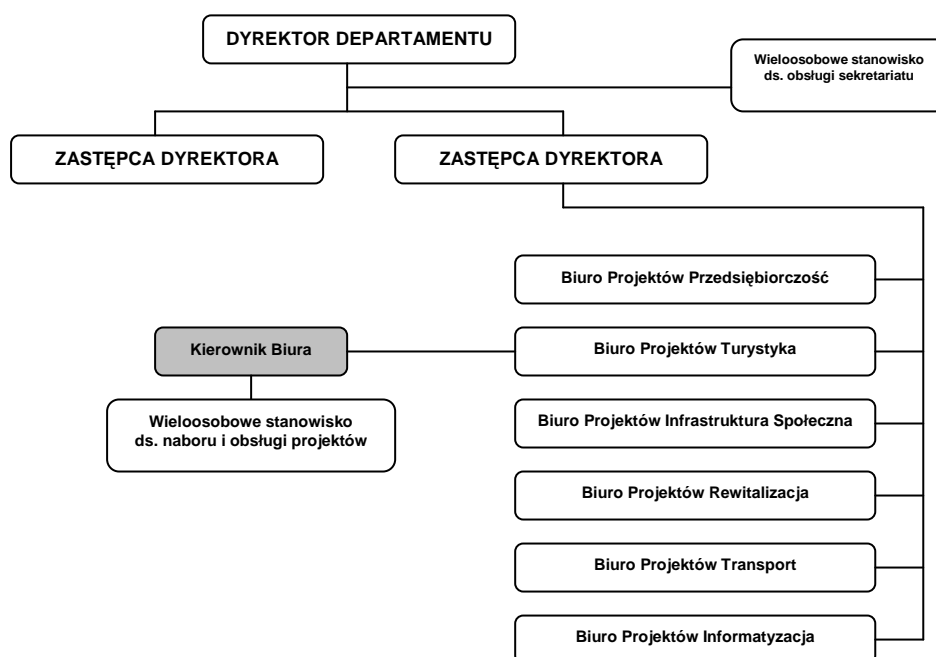 DYREKTOR DEPARTAMENTU
Wieloosobowe stanowisko
ds. obsługi sekretariatu
ZASTĘPCA DYREKTORA
ZASTĘPCA DYREKTORA
Biuro Projektów Przedsiębiorczość
Kierownik Biura
Biuro Projektów Turystyka
Wieloosobowe stanowisko
ds. naboru i obsługi projektów
Biuro Projektów Infrastruktura Społeczna
Biuro Projektów Rewitalizacja
Biuro Projektów Transport
Biuro Projektów Informatyzacja